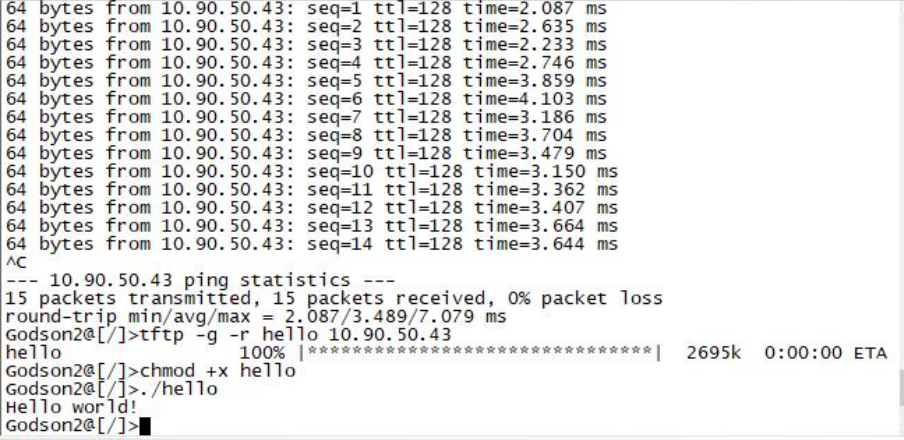 64 bytes from 10.90.50.43: seq=1 ttl=128 time=2.087 ms
64 bytes from 10.90.50.43: seq=2 ttl=128 time=2.635 ms
64 bytes from 10.90.50.43: seq=3 ttl=128 time=2.233 ms
64 bytes from 10.90.50.43: seq=4 ttl=128 time=2.746 ms
64 bytes from 10.90.50.43: seq=5 ttl=128 time=3.859 ms
64 bytes from 10.90.50.43: seq=6 ttl=128 time=4.103 ms
64 bytes from 10.90.50.43: seq=7 ttl=128 time=3.186 ms
64 bytes from 10.90.50.43: seq=8 ttl=128 time=3.704 ms
64 bytes from 10.90.50.43: seq=9 ttl=128 time=3.479 ms
64 bytes from 10.90.50.43: seq=10 ttl=128 time=3.150 ms
64 bytes from 10.90.50.43: seq=11 ttl=128 time=3.362 ms
64 bytes from 10.90.50.43: seq=12 ttl=128 time=3.407 ms
64 bytes from 10.90.50.43: seq=13 ttl=128 time=3.664 ms
64 bytes from 10.90.50.43: seq=14 ttl=128 time=3.644 ms
^C
--- 10.90.50.43 ping statistics ---
15 packets transmitted, 15 packets received, 0% packet loss
round-trip min/avg/max = 2.087/3.489/7.079 ms
Godson2@[/]>tftp -g -r hello 10.90.50.43
hello                100% |*******************************|  2695k  0:00:00 ETA
Godson2@[/]>chmod +x hello
Godson2@[/]>./hello
Hello world!
Godson2@[/]>